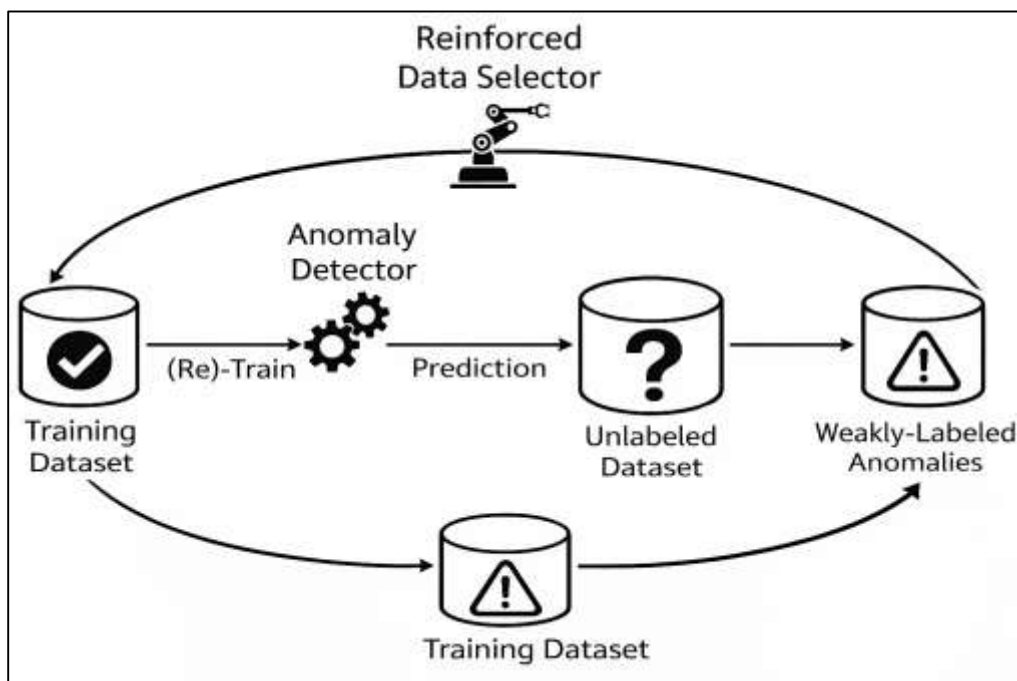 Reinforced
Data Selector
Anomaly
Detector
(Re)-Train
Prediction
Training
Dataset
Unlabeled
Dataset
Weakly-Labeled
Anomalies
Training Dataset